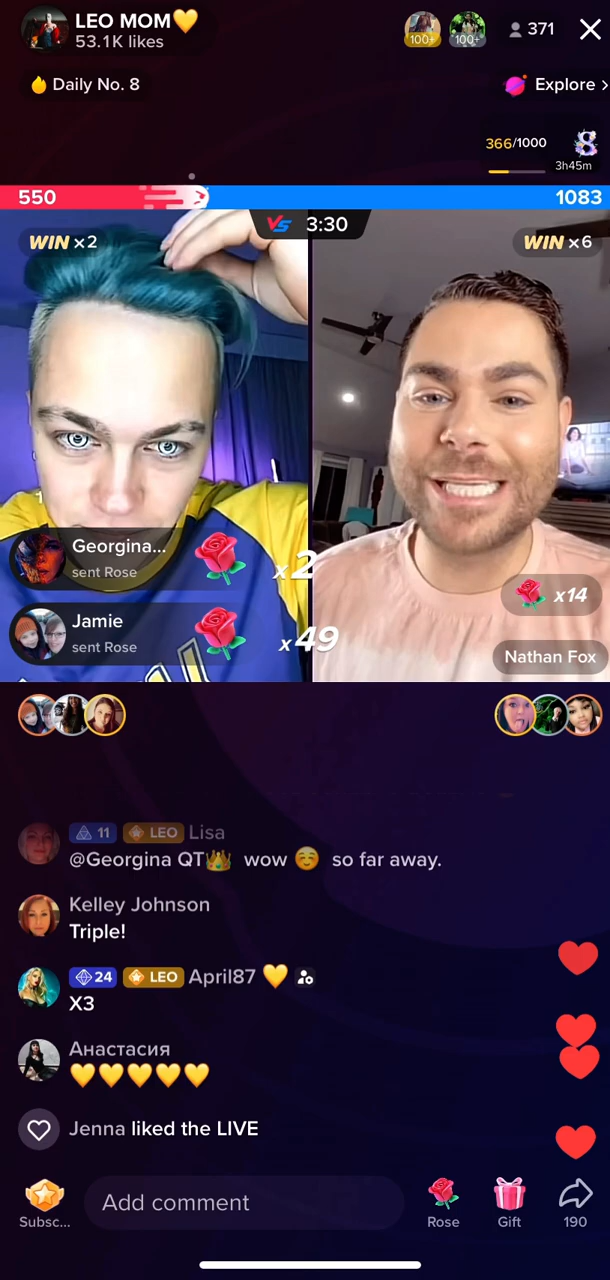 LEO MOM💛
53.1K likes
100+
100+
371
Daily No. 8
Explore >
366/1000
3h45m
550
1083
VS 3:30
WIN x2
WIN x6
Georgina...
sent Rose
x2
x14
Jamie
sent Rose
x49
Nathan Fox
11 LEO Lisa
@Georgina QT👑 wow ☺️ so far away.
Kelley Johnson
Triple!
24 LEO April87 💛
X3
Анастасия
💛💛💛💛💛
Jenna liked the LIVE
Add comment
Subsc...
Rose
Gift
190